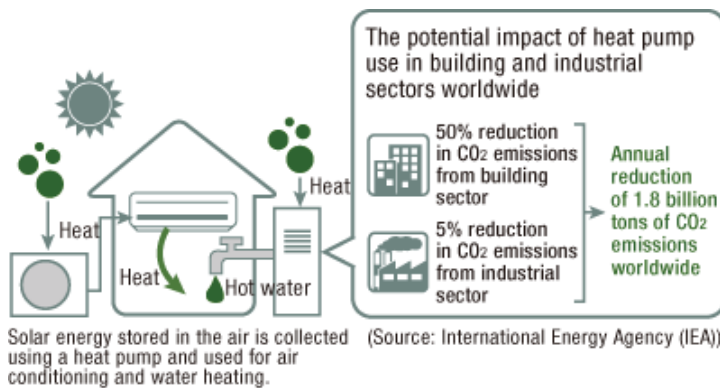 The potential impact of heat pump
use in building and industrial
sectors worldwide
50% reduction
in CO2 emissions
from building
sector
5% reduction
in CO2 emissions
from industrial
sector
Annual
reduction
of 1.8 billion
tons of CO2
emissions
worldwide
Heat
Heat
Heat
Hot water
Solar energy stored in the air is collected
using a heat pump and used for air
conditioning and water heating.
(Source: International Energy Agency (IEA))